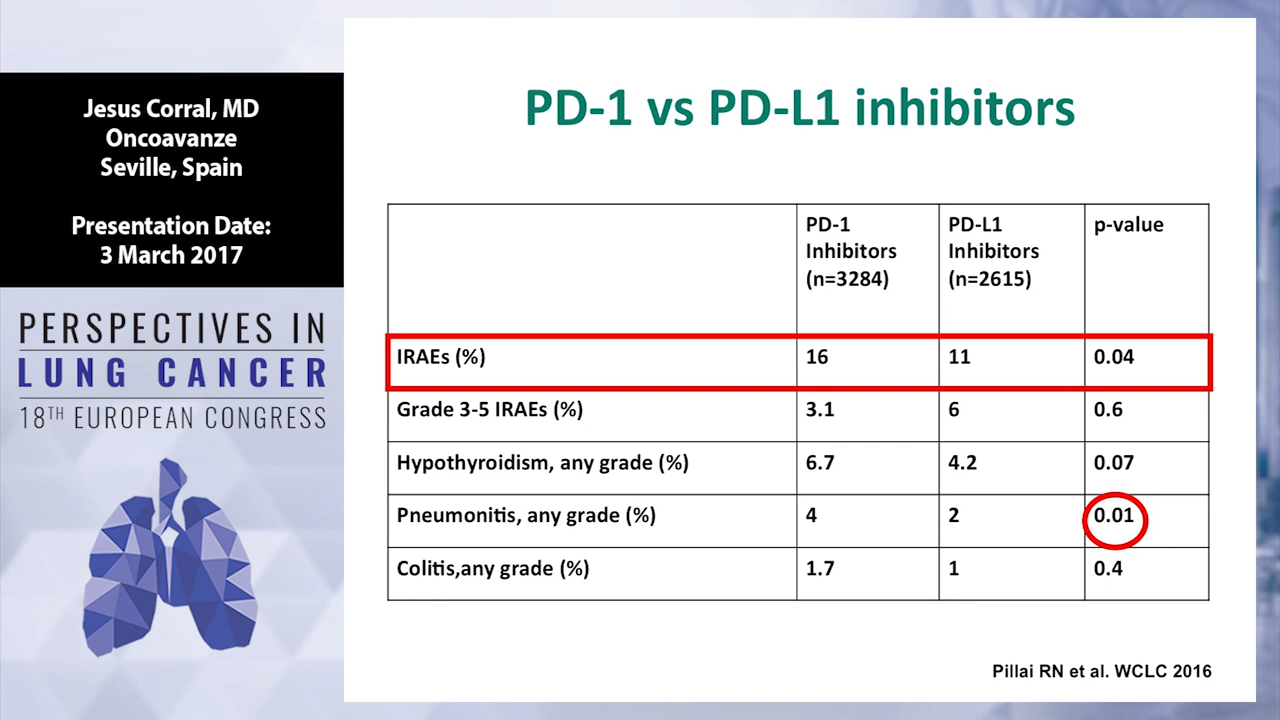 Jesus Corral, MD
Oncoavanze
Seville, Spain
Presentation Date:
3 March 2017
PERSPECTIVES IN
LUNG CANCER
18TH EUROPEAN CONGRESS
PD-1 vs PD-L1 inhibitors
PD-1 Inhibitors (n=3284) PD-L1 Inhibitors (n=2615) p-value
IRAEs (%) 16 11 0.04
Grade 3-5 IRAEs (%) 3.1 6 0.6
Hypothyroidism, any grade (%) 6.7 4.2 0.07
Pneumonitis, any grade (%) 4 2 0.01
Colitis,any grade (%) 1.7 1 0.4
Pillai RN et al. WCLC 2016